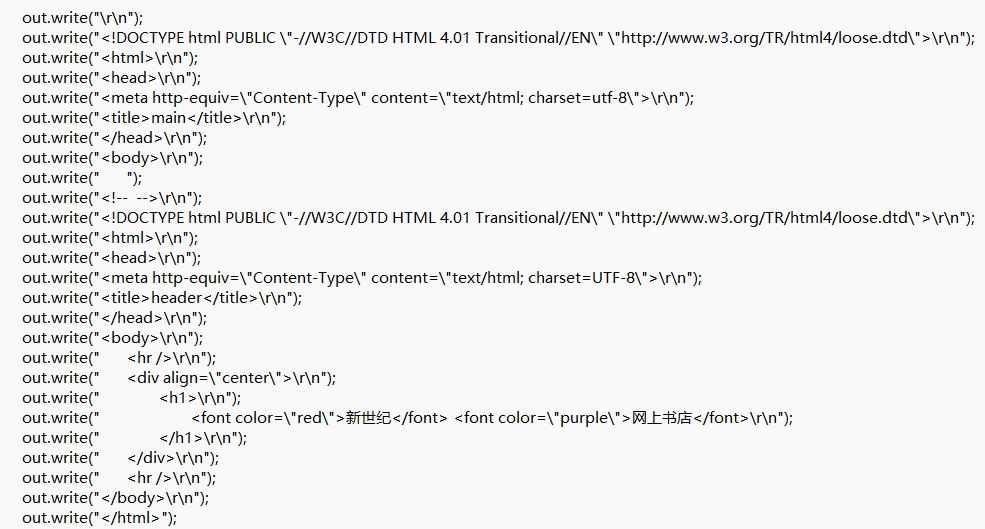 out.write("\r\n");
out.write("<!DOCTYPE html PUBLIC \"-//W3C//DTD HTML 4.01 Transitional//EN\" \"http://www.w3.org/TR/html4/loose.dtd\">\r\n");
out.write("<html>\r\n");
out.write("<head>\r\n");
out.write("<meta http-equiv=\"Content-Type\" content=\"text/html; charset=utf-8\">\r\n");
out.write("<title>main</title>\r\n");
out.write("</head>\r\n");
out.write("<body>\r\n");
out.write("      ");
out.write("<!--  -->\r\n");
out.write("<!DOCTYPE html PUBLIC \"-//W3C//DTD HTML 4.01 Transitional//EN\" \"http://www.w3.org/TR/html4/loose.dtd\">\r\n");
out.write("<html>\r\n");
out.write("<head>\r\n");
out.write("<meta http-equiv=\"Content-Type\" content=\"text/html; charset=UTF-8\">\r\n");
out.write("<title>header</title>\r\n");
out.write("</head>\r\n");
out.write("<body>\r\n");
out.write("      <hr />\r\n");
out.write("      <div align=\"center\">\r\n");
out.write("             <h1>\r\n");
out.write("                    <font color=\"red\">新世纪</font> <font color=\"purple\">网上书店</font>\r\n");
out.write("             </h1>\r\n");
out.write("      </div>\r\n");
out.write("      <hr />\r\n");
out.write("</body>\r\n");
out.write("</html>");